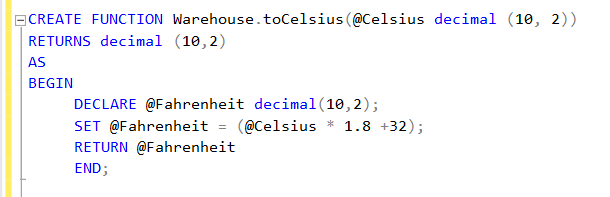 CREATE FUNCTION Warehouse.toCelsius(@Celsius decimal (10, 2))
RETURNS decimal (10,2)
AS
BEGIN
DECLARE @Fahrenheit decimal(10,2);
SET @Fahrenheit = (@Celsius * 1.8 +32);
RETURN @Fahrenheit
END;